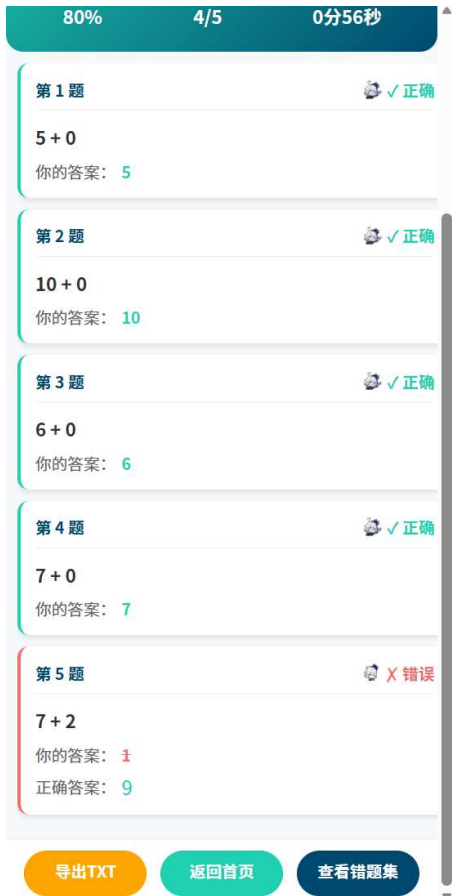 80% 4/5 0分56秒
第 1 题 ✓ 正确
5 + 0
你的答案： 5
第 2 题 ✓ 正确
10 + 0
你的答案： 10
第 3 题 ✓ 正确
6 + 0
你的答案： 6
第 4 题 ✓ 正确
7 + 0
你的答案： 7
第 5 题 ✗ 错误
7 + 2
你的答案： 1
正确答案： 9
导出TXT 返回首页 查看错题集